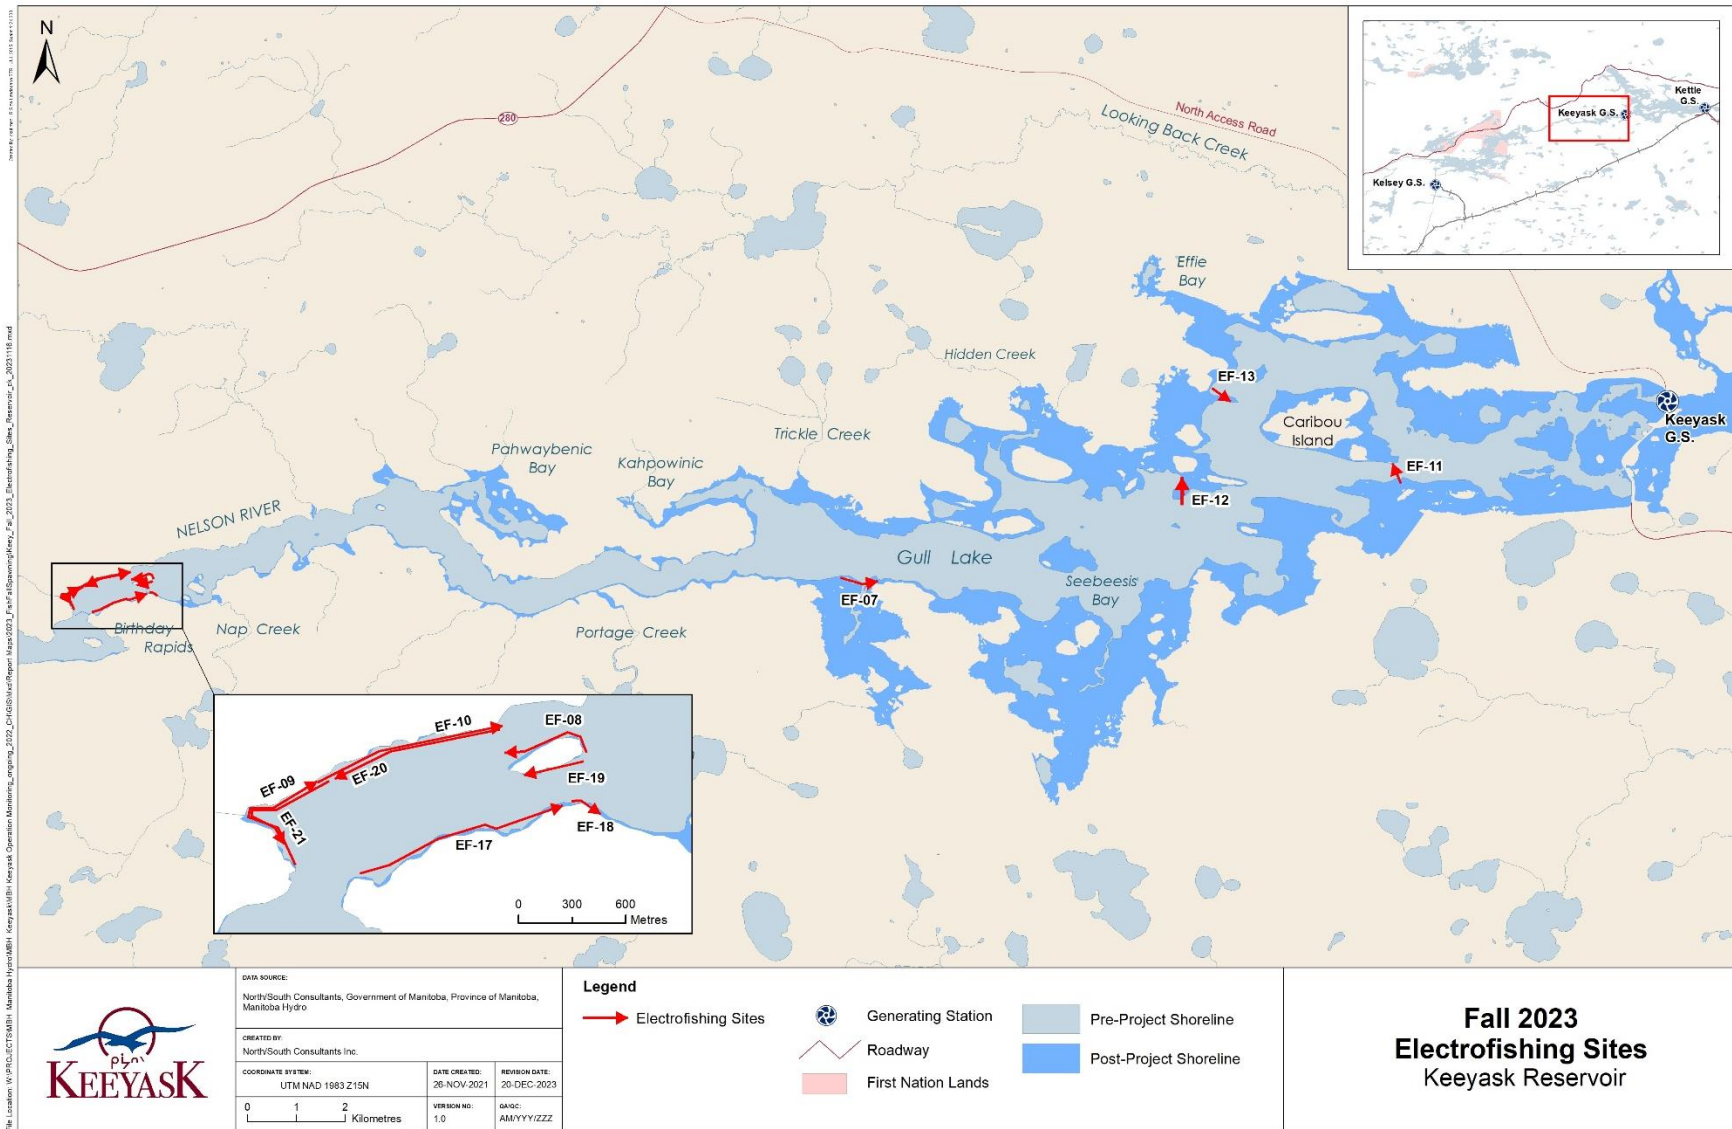 N
280
North Access Road
Looking Back Creek
Kettle
G.S.
Keeyask G.S.
Kelsey G.S.
Effie
Bay
Hidden Creek
EF-13
Caribou
Island
Keeyask
G.S.
Trickle Creek
Pahwaybenic
Bay
Kahpowinic
Bay
EF-11
EF-12
NELSON RIVER
Gull Lake
Seebeesis
Bay
EF-07
Birthday
Rapids
Nap Creek
Portage Creek
EF-10
EF-08
EF-09
EF-20
EF-19
EF-21
EF-17
EF-18
0 300 600
Metres
KEEYASK
DATA SOURCE:
North/South Consultants, Government of Manitoba, Province of Manitoba,
Manitoba Hydro
CREATED BY:
North/South Consultants Inc.
COORDINATE SYSTEM:
UTM NAD 1983 Z15N
DATE CREATED:
26-NOV-2021
REVISION DATE:
20-DEC-2023
0 1 2
Kilometres
VERSION NO:
1.0
QA/QC:
AM/YYY/ZZZ
Legend
Electrofishing Sites
Generating Station
Roadway
First Nation Lands
Pre-Project Shoreline
Post-Project Shoreline
Fall 2023
Electrofishing Sites
Keeyask Reservoir